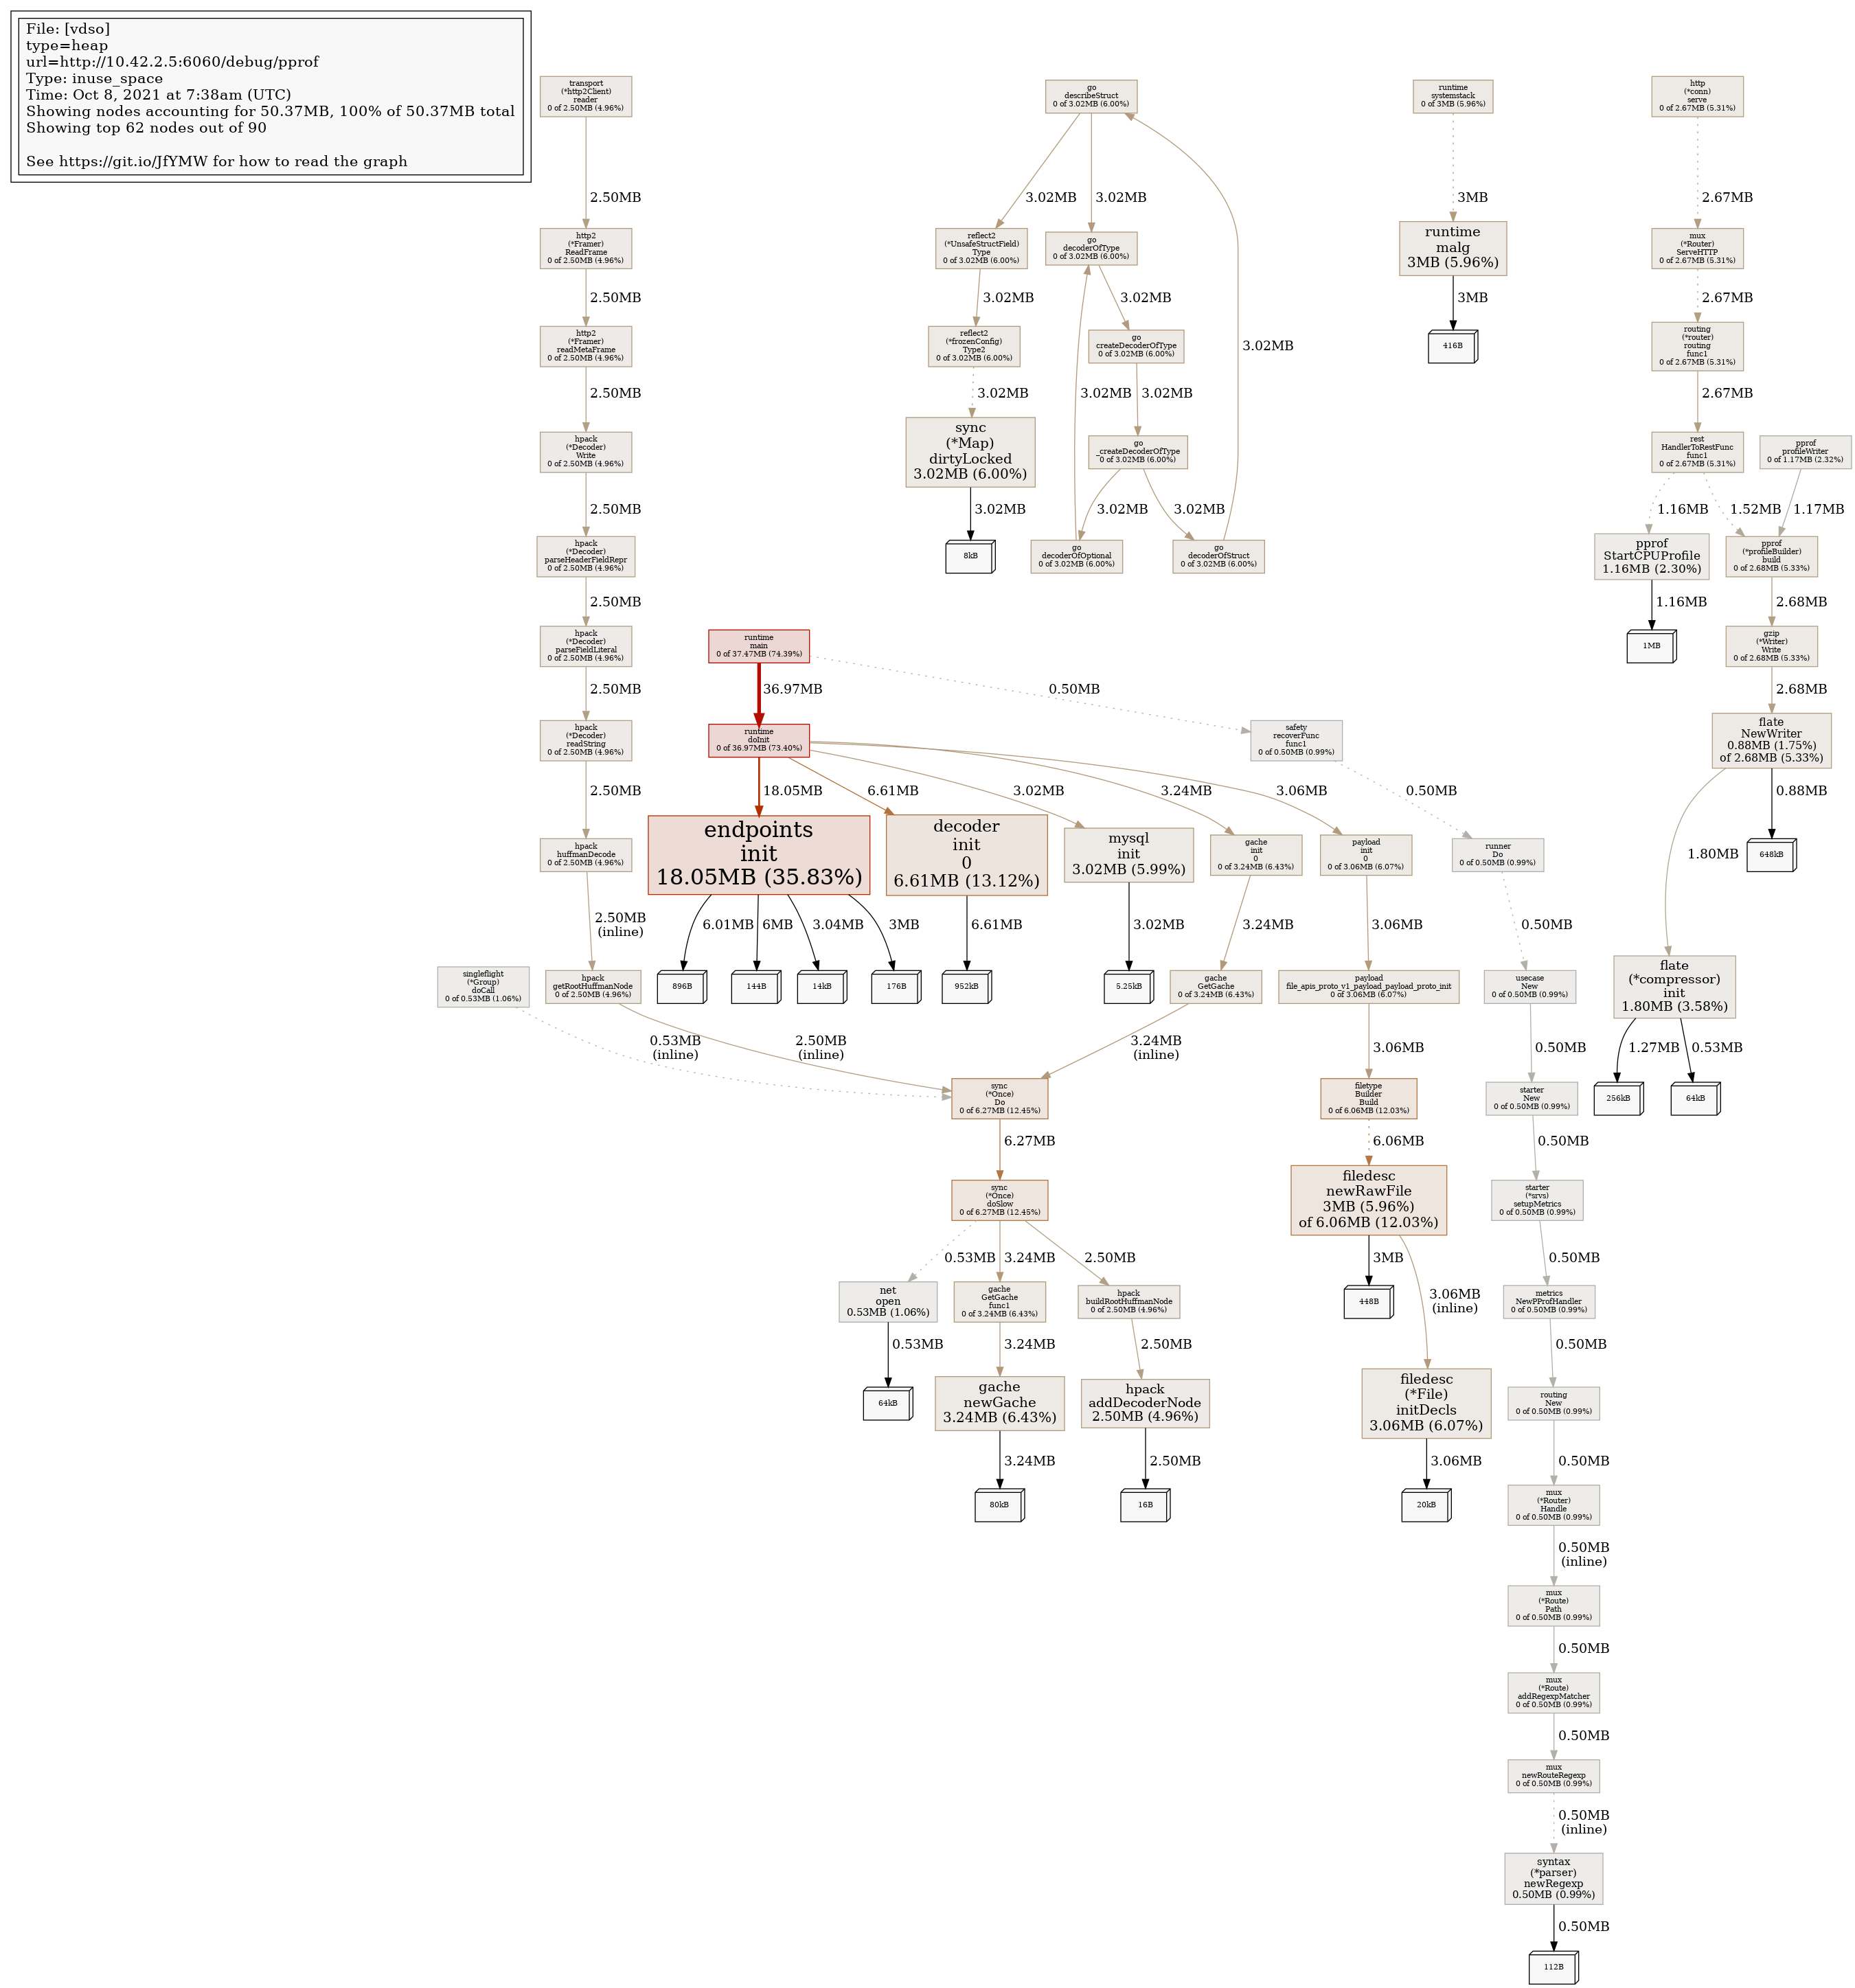 File: [vdso]
type=heap
url=http://10.42.2.5:6060/debug/pprof
Type: inuse_space
Time: Oct 8, 2021 at 7:38am (UTC)
Showing nodes accounting for 50.37MB, 100% of 50.37MB total
Showing top 62 nodes out of 90
See https://git.io/JfYMW for how to read the graph
transport
(*http2Client)
reader
0 of 2.50MB (4.96%)
2.50MB
http2
(*Framer)
ReadFrame
0 of 2.50MB (4.96%)
2.50MB
http2
(*Framer)
readMetaFrame
0 of 2.50MB (4.96%)
2.50MB
hpack
(*Decoder)
Write
0 of 2.50MB (4.96%)
2.50MB
hpack
(*Decoder)
parseHeaderFieldRepr
0 of 2.50MB (4.96%)
2.50MB
hpack
(*Decoder)
parseFieldLiteral
0 of 2.50MB (4.96%)
2.50MB
hpack
(*Decoder)
readString
0 of 2.50MB (4.96%)
2.50MB
hpack
huffmanDecode
0 of 2.50MB (4.96%)
2.50MB
(inline)
singleflight
(*Group)
doCall
0 of 0.53MB (1.06%)
hpack
getRootHuffmanNode
0 of 2.50MB (4.96%)
0.53MB
(inline)
2.50MB
(inline)
go
describeStruct
0 of 3.02MB (6.00%)
3.02MB
3.02MB
reflect2
(*UnsafeStructField)
Type
0 of 3.02MB (6.00%)
go
decoderOfType
0 of 3.02MB (6.00%)
3.02MB
3.02MB
reflect2
(*frozenConfig)
Type2
0 of 3.02MB (6.00%)
go
createDecoderOfType
0 of 3.02MB (6.00%)
3.02MB
3.02MB
3.02MB
3.02MB
sync
(*Map)
dirtyLocked
3.02MB (6.00%)
go
_createDecoderOfType
0 of 3.02MB (6.00%)
3.02MB
3.02MB
3.02MB
8kB
go
decoderOfOptional
0 of 3.02MB (6.00%)
go
decoderOfStruct
0 of 3.02MB (6.00%)
runtime
systemstack
0 of 3MB (5.96%)
3MB
runtime
malg
3MB (5.96%)
3MB
416B
http
(*conn)
serve
0 of 2.67MB (5.31%)
2.67MB
mux
(*Router)
ServeHTTP
0 of 2.67MB (5.31%)
2.67MB
routing
(*router)
routing
func1
0 of 2.67MB (5.31%)
2.67MB
rest
HandlerToRestFunc
func1
0 of 2.67MB (5.31%)
pprof
profileWriter
0 of 1.17MB (2.32%)
1.16MB
1.52MB
1.17MB
pprof
StartCPUProfile
1.16MB (2.30%)
pprof
(*profileBuilder)
build
0 of 2.68MB (5.33%)
1.16MB
2.68MB
1MB
gzip
(*Writer)
Write
0 of 2.68MB (5.33%)
2.68MB
flate
NewWriter
0.88MB (1.75%)
of 2.68MB (5.33%)
0.88MB
1.80MB
648kB
flate
(*compressor)
init
1.80MB (3.58%)
1.27MB
0.53MB
256kB
64kB
runtime
main
0 of 37.47MB (74.39%)
36.97MB
0.50MB
runtime
doInit
0 of 36.97MB (73.40%)
safety
recoverFunc
func1
0 of 0.50MB (0.99%)
18.05MB
6.61MB
3.02MB
3.24MB
3.06MB
0.50MB
endpoints
init
18.05MB (35.83%)
decoder
init
0
6.61MB (13.12%)
mysql
init
3.02MB (5.99%)
gache
init
0
0 of 3.24MB (6.43%)
payload
init
0
0 of 3.06MB (6.07%)
runner
Do
0 of 0.50MB (0.99%)
6.01MB
6MB
3.04MB
3MB
6.61MB
3.02MB
3.24MB
3.06MB
0.50MB
896B
144B
14kB
176B
952kB
5.25kB
gache
GetGache
0 of 3.24MB (6.43%)
payload
file_apis_proto_v1_payload_payload_proto_init
0 of 3.06MB (6.07%)
usecase
New
0 of 0.50MB (0.99%)
3.24MB
(inline)
3.06MB
0.50MB
sync
(*Once)
Do
0 of 6.27MB (12.45%)
filetype
Builder
Build
0 of 6.06MB (12.03%)
starter
New
0 of 0.50MB (0.99%)
6.27MB
6.06MB
0.50MB
sync
(*Once)
doSlow
0 of 6.27MB (12.45%)
filedesc
newRawFile
3MB (5.96%)
of 6.06MB (12.03%)
starter
(*srvs)
setupMetrics
0 of 0.50MB (0.99%)
0.53MB
3.24MB
2.50MB
3MB
3.06MB
(inline)
0.50MB
net
open
0.53MB (1.06%)
gache
GetGache
func1
0 of 3.24MB (6.43%)
hpack
buildRootHuffmanNode
0 of 2.50MB (4.96%)
448B
metrics
NewPProfHandler
0 of 0.50MB (0.99%)
0.53MB
3.24MB
2.50MB
0.50MB
64kB
gache
newGache
3.24MB (6.43%)
hpack
addDecoderNode
2.50MB (4.96%)
filedesc
(*File)
initDecls
3.06MB (6.07%)
routing
New
0 of 0.50MB (0.99%)
3.24MB
2.50MB
3.06MB
0.50MB
80kB
16B
20kB
mux
(*Router)
Handle
0 of 0.50MB (0.99%)
0.50MB
(inline)
mux
(*Route)
Path
0 of 0.50MB (0.99%)
0.50MB
mux
(*Route)
addRegexpMatcher
0 of 0.50MB (0.99%)
0.50MB
mux
newRouteRegexp
0 of 0.50MB (0.99%)
0.50MB
(inline)
syntax
(*parser)
newRegexp
0.50MB (0.99%)
0.50MB
112B